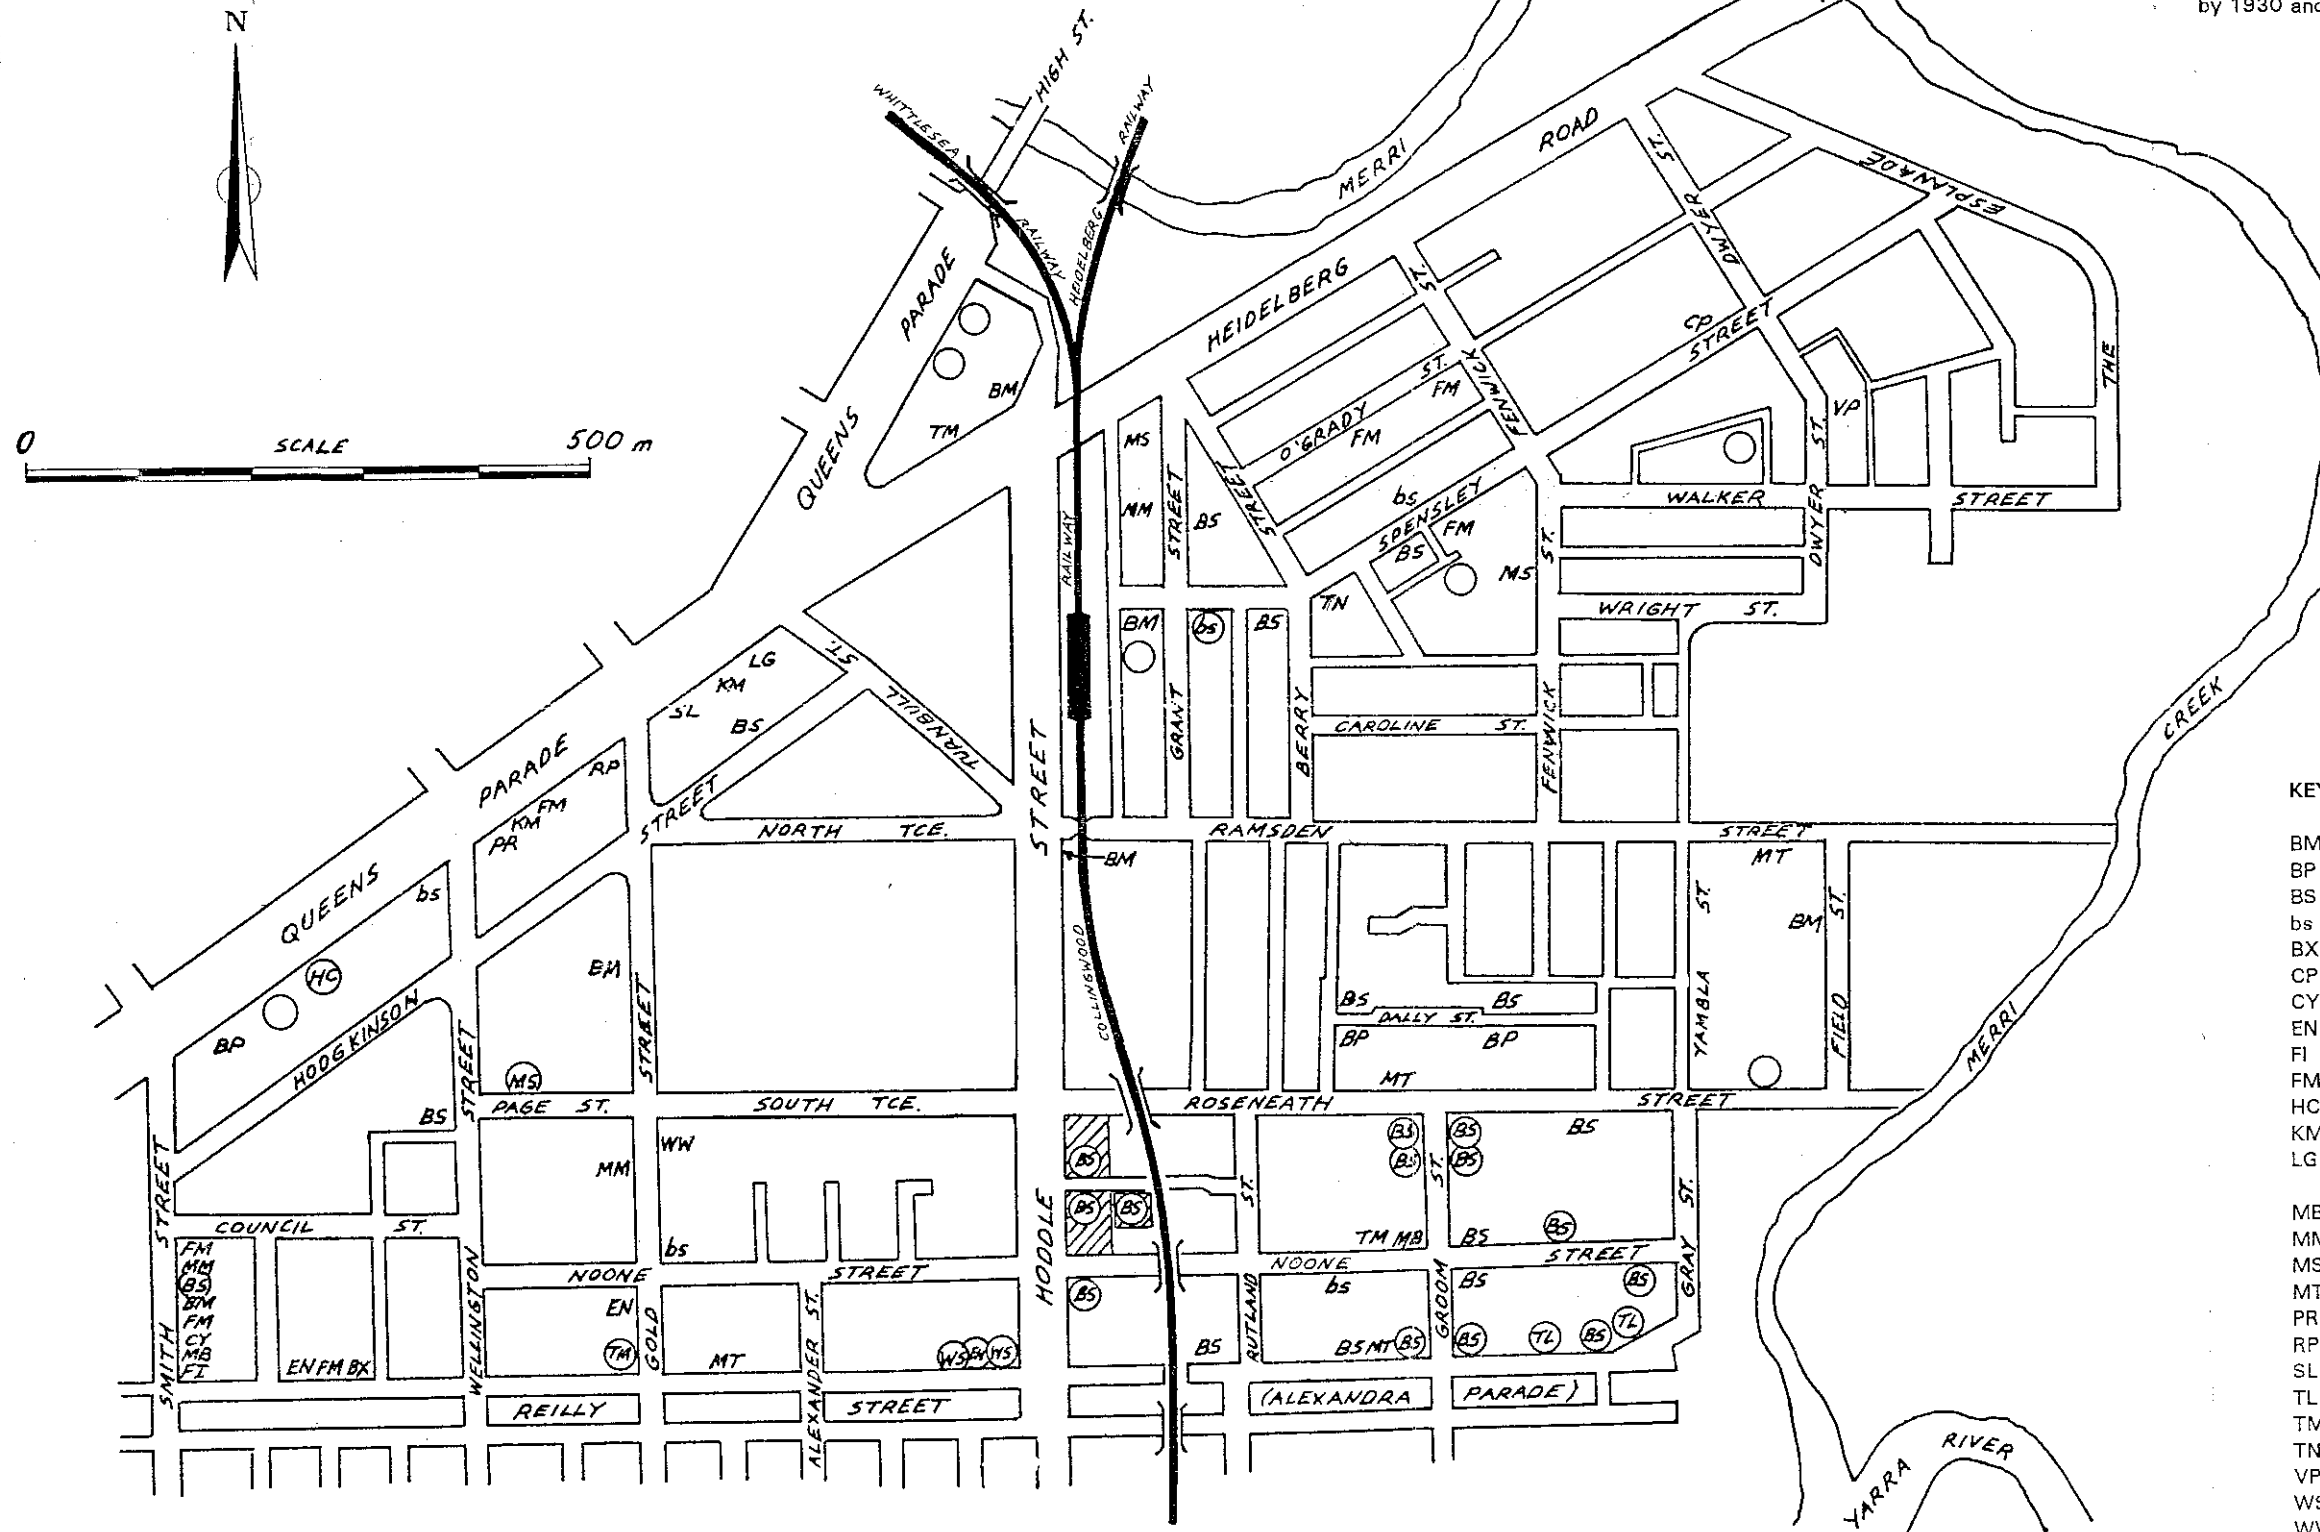 by 1930 and
N
HIGH ST.
WHITTLESEA
RAILWAY
RAILWAY
HEIDELBERG
MERRI
ROAD
ST.
DWYER
ESPLANADE
PARADE
HEIDELBERG
ST.
CP
STREET
THE
BM
TM
0
SCALE
500 m
QUEENS
MS
MM
STREET
BS
STREET
STREET
O'GRADY
ST.
FM
FM
FENWICK
VP
ST.
DWYER
bs
SPENSLEY
FM
BS
MS
ST.
WALKER
STREET
RAILWAY
TN
WRIGHT ST.
BM
bs
BS
LG
KM
SL
BS
ST.
TURNBULL
STREET
GRANT
BERRY
CAROLINE ST.
FENWICK
CREEK
KEY
PARADE
RP
FM
KM
PR
STREET
NORTH TCE.
RAMSDEN
STREET
BM
MT
QUEENS
bs
HC
BP
HODGKINSON
BM
STREET
COLLINGWOOD
BS
BS
DALLY ST.
BP
BP
MT
ST.
YAMBLA
BM
ST.
FIELD
MERRI
BS
STREET
MS
PAGE ST.
SOUTH TCE.
ROSENEATH
STREET
STREET
WW
MM
BS
BS
BS
BS
BS
BS
BS
BS
ST.
ST.
ST.
COUNCIL ST.
bs
TM MB
BS
BS
HODDLE
NOONE
STREET
NOONE
STREET
FM
MM
BS
BM
FM
CY
MB
FI
SMITH
EN FM BX
WELLINGTON
EN
TM
GOLD
MT
ST.
ALEXANDER
WS EN WS
BS
BS
RUTLAND
bs
BS MT BS
GROOM
BS
BS
BS
TL
BS
TL
GRAY
REILLY
STREET
(ALEXANDRA
PARADE)
YARRA
RIVER
BM
BP
BS
bs
BX
CP
CY
EN
FI
FM
HC
KM
LG
MB
MM
MS
MT
PR
RP
SL
TL
TM
TN
VP
WS
WW